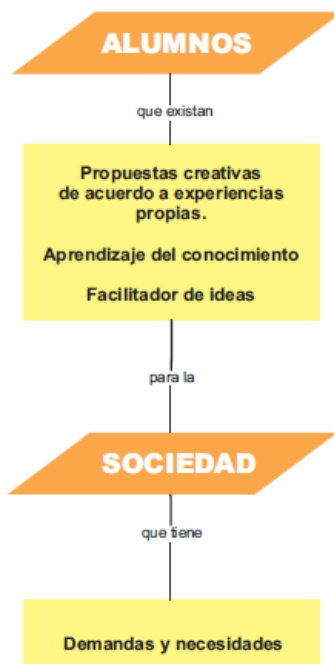 ALUMNOS
que existan
Propuestas creativas
de acuerdo a experiencias
propias.
Aprendizaje del conocimiento
Facilitador de ideas
para la
SOCIEDAD
que tiene
Demandas y necesidades